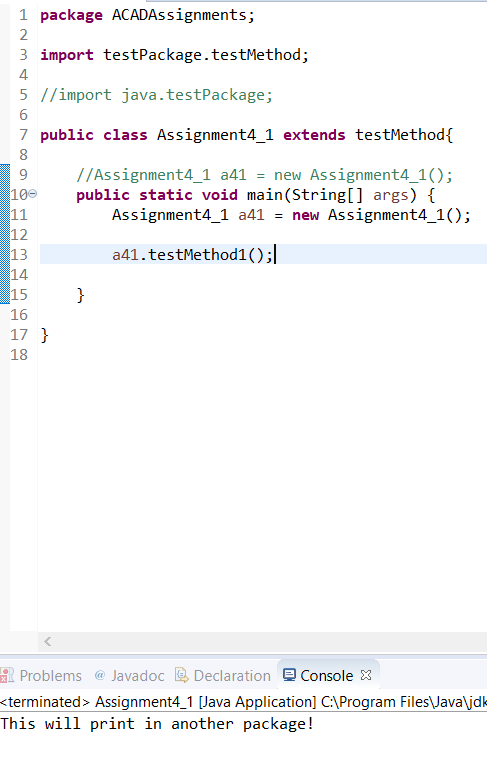 1 package ACADAssignments;
2
3 import testPackage.testMethod;
4
5 //import java.testPackage;
6
7 public class Assignment4_1 extends testMethod{
8
9     //Assignment4_1 a41 = new Assignment4_1();
10     public static void main(String[] args) {
11         Assignment4_1 a41 = new Assignment4_1();
12
13         a41.testMethod1();
14
15     }
16
17 }
18
Problems @ Javadoc Declaration Console
<terminated> Assignment4_1 [Java Application] C:\Program Files\Java\jdk
This will print in another package!